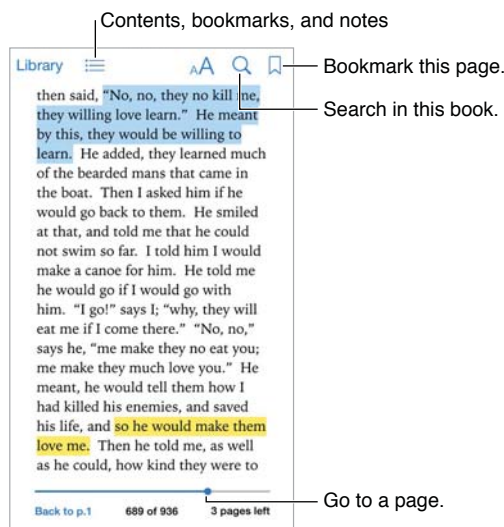 Contents, bookmarks, and notes
Library
AA
Bookmark this page.
Search in this book.
then said, “No, no, they no kill me,
they willing love learn.” He meant
by this, they would be willing to
learn. He added, they learned much
of the bearded mans that came in
the boat. Then I asked him if he
would go back to them. He smiled
at that, and told me that he could
not swim so far. I told him I would
make a canoe for him. He told me
he would go if I would go with
him. “I go!” says I; “why, they will
eat me if I come there.” “No, no,”
says he, “me make they no eat you;
me make they much love you.” He
meant, he would tell them how I
had killed his enemies, and saved
his life, and so he would make them
love me. Then he told me, as well
as he could, how kind they were to
Go to a page.
Back to p.1 689 of 936 3 pages left